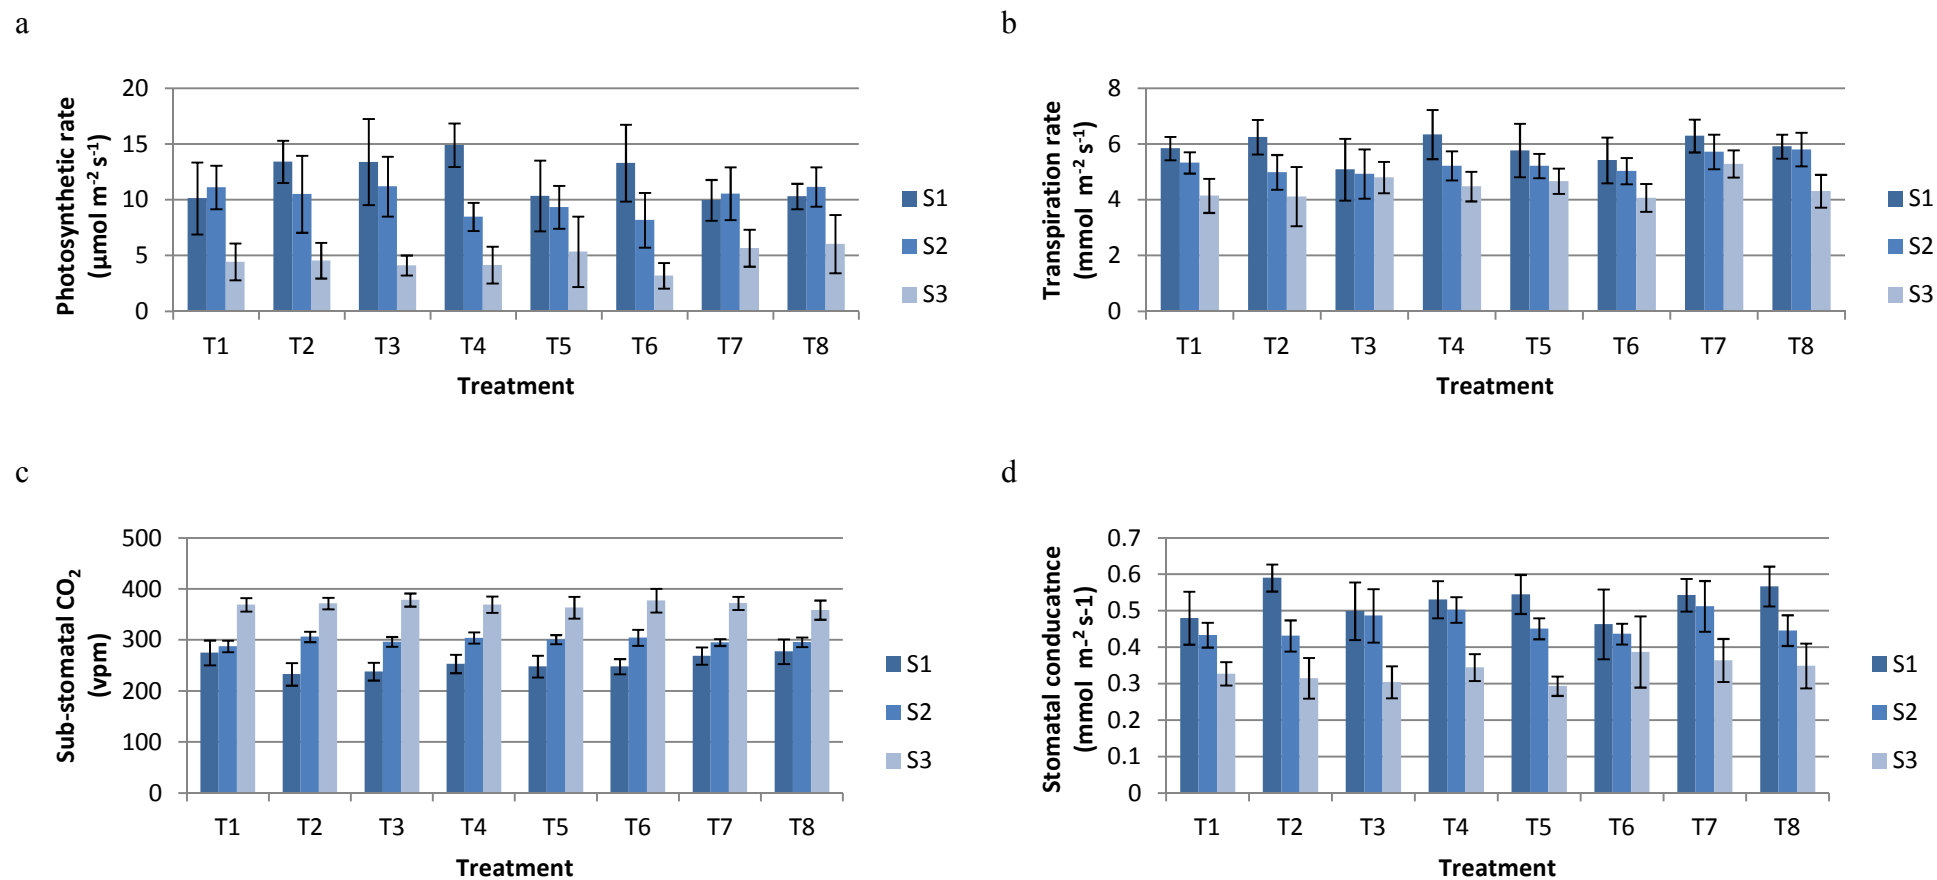 a
20
15
10
5
0
Photosynthetic rate
(µmol m⁻² s⁻¹)
T1 T2 T3 T4 T5 T6 T7 T8
Treatment
S1
S2
S3
b
8
6
4
2
0
Transpiration rate
(mmol m⁻² s⁻¹)
T1 T2 T3 T4 T5 T6 T7 T8
Treatment
S1
S2
S3
c
500
400
300
200
100
0
Sub-stomatal CO₂
(vpm)
T1 T2 T3 T4 T5 T6 T7 T8
Treatment
S1
S2
S3
d
0.7
0.6
0.5
0.4
0.3
0.2
0.1
0
Stomatal conducatnce
(mmol m-² s-1)
T1 T2 T3 T4 T5 T6 T7 T8
Treatment
S1
S2
S3